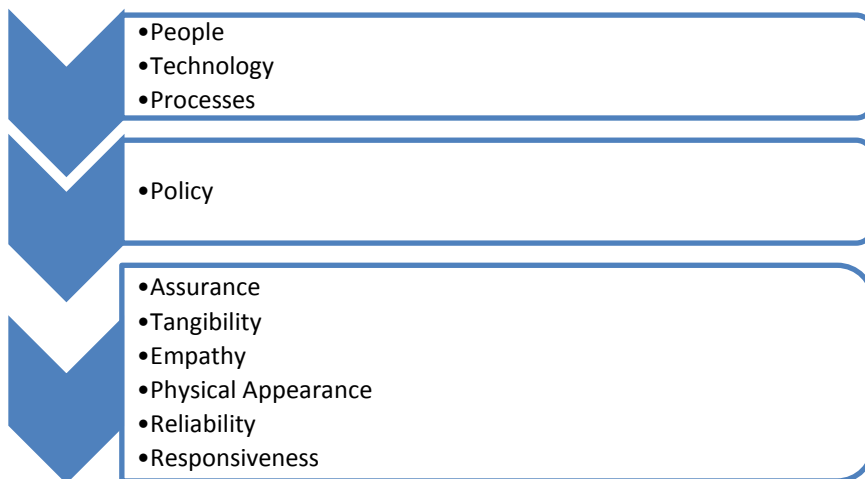 •People
•Technology
•Processes
•Policy
•Assurance
•Tangibility
•Empathy
•Physical Appearance
•Reliability
•Responsiveness